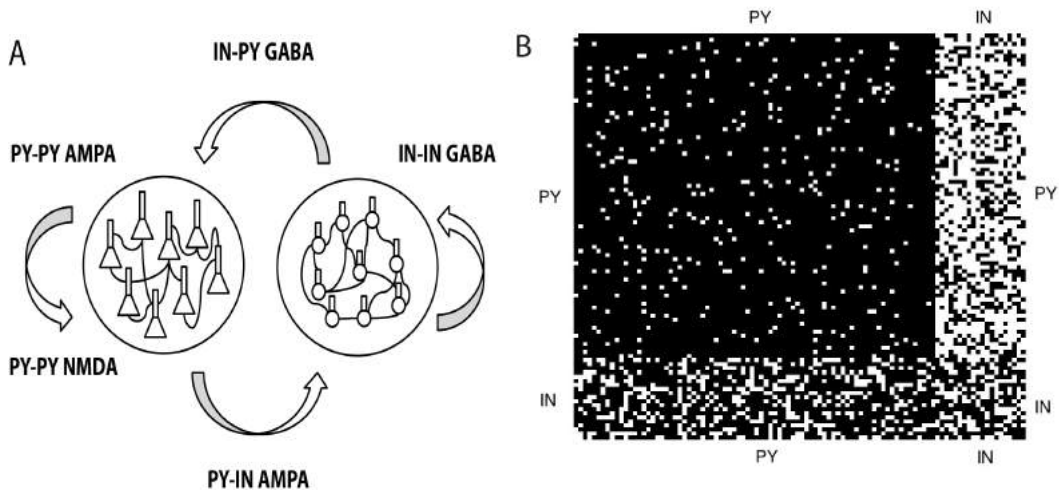 A
IN-PY GABA
PY-PY AMPA
IN-IN GABA
PY-PY NMDA
PY-IN AMPA
B
PY IN
PY PY
IN IN
PY IN